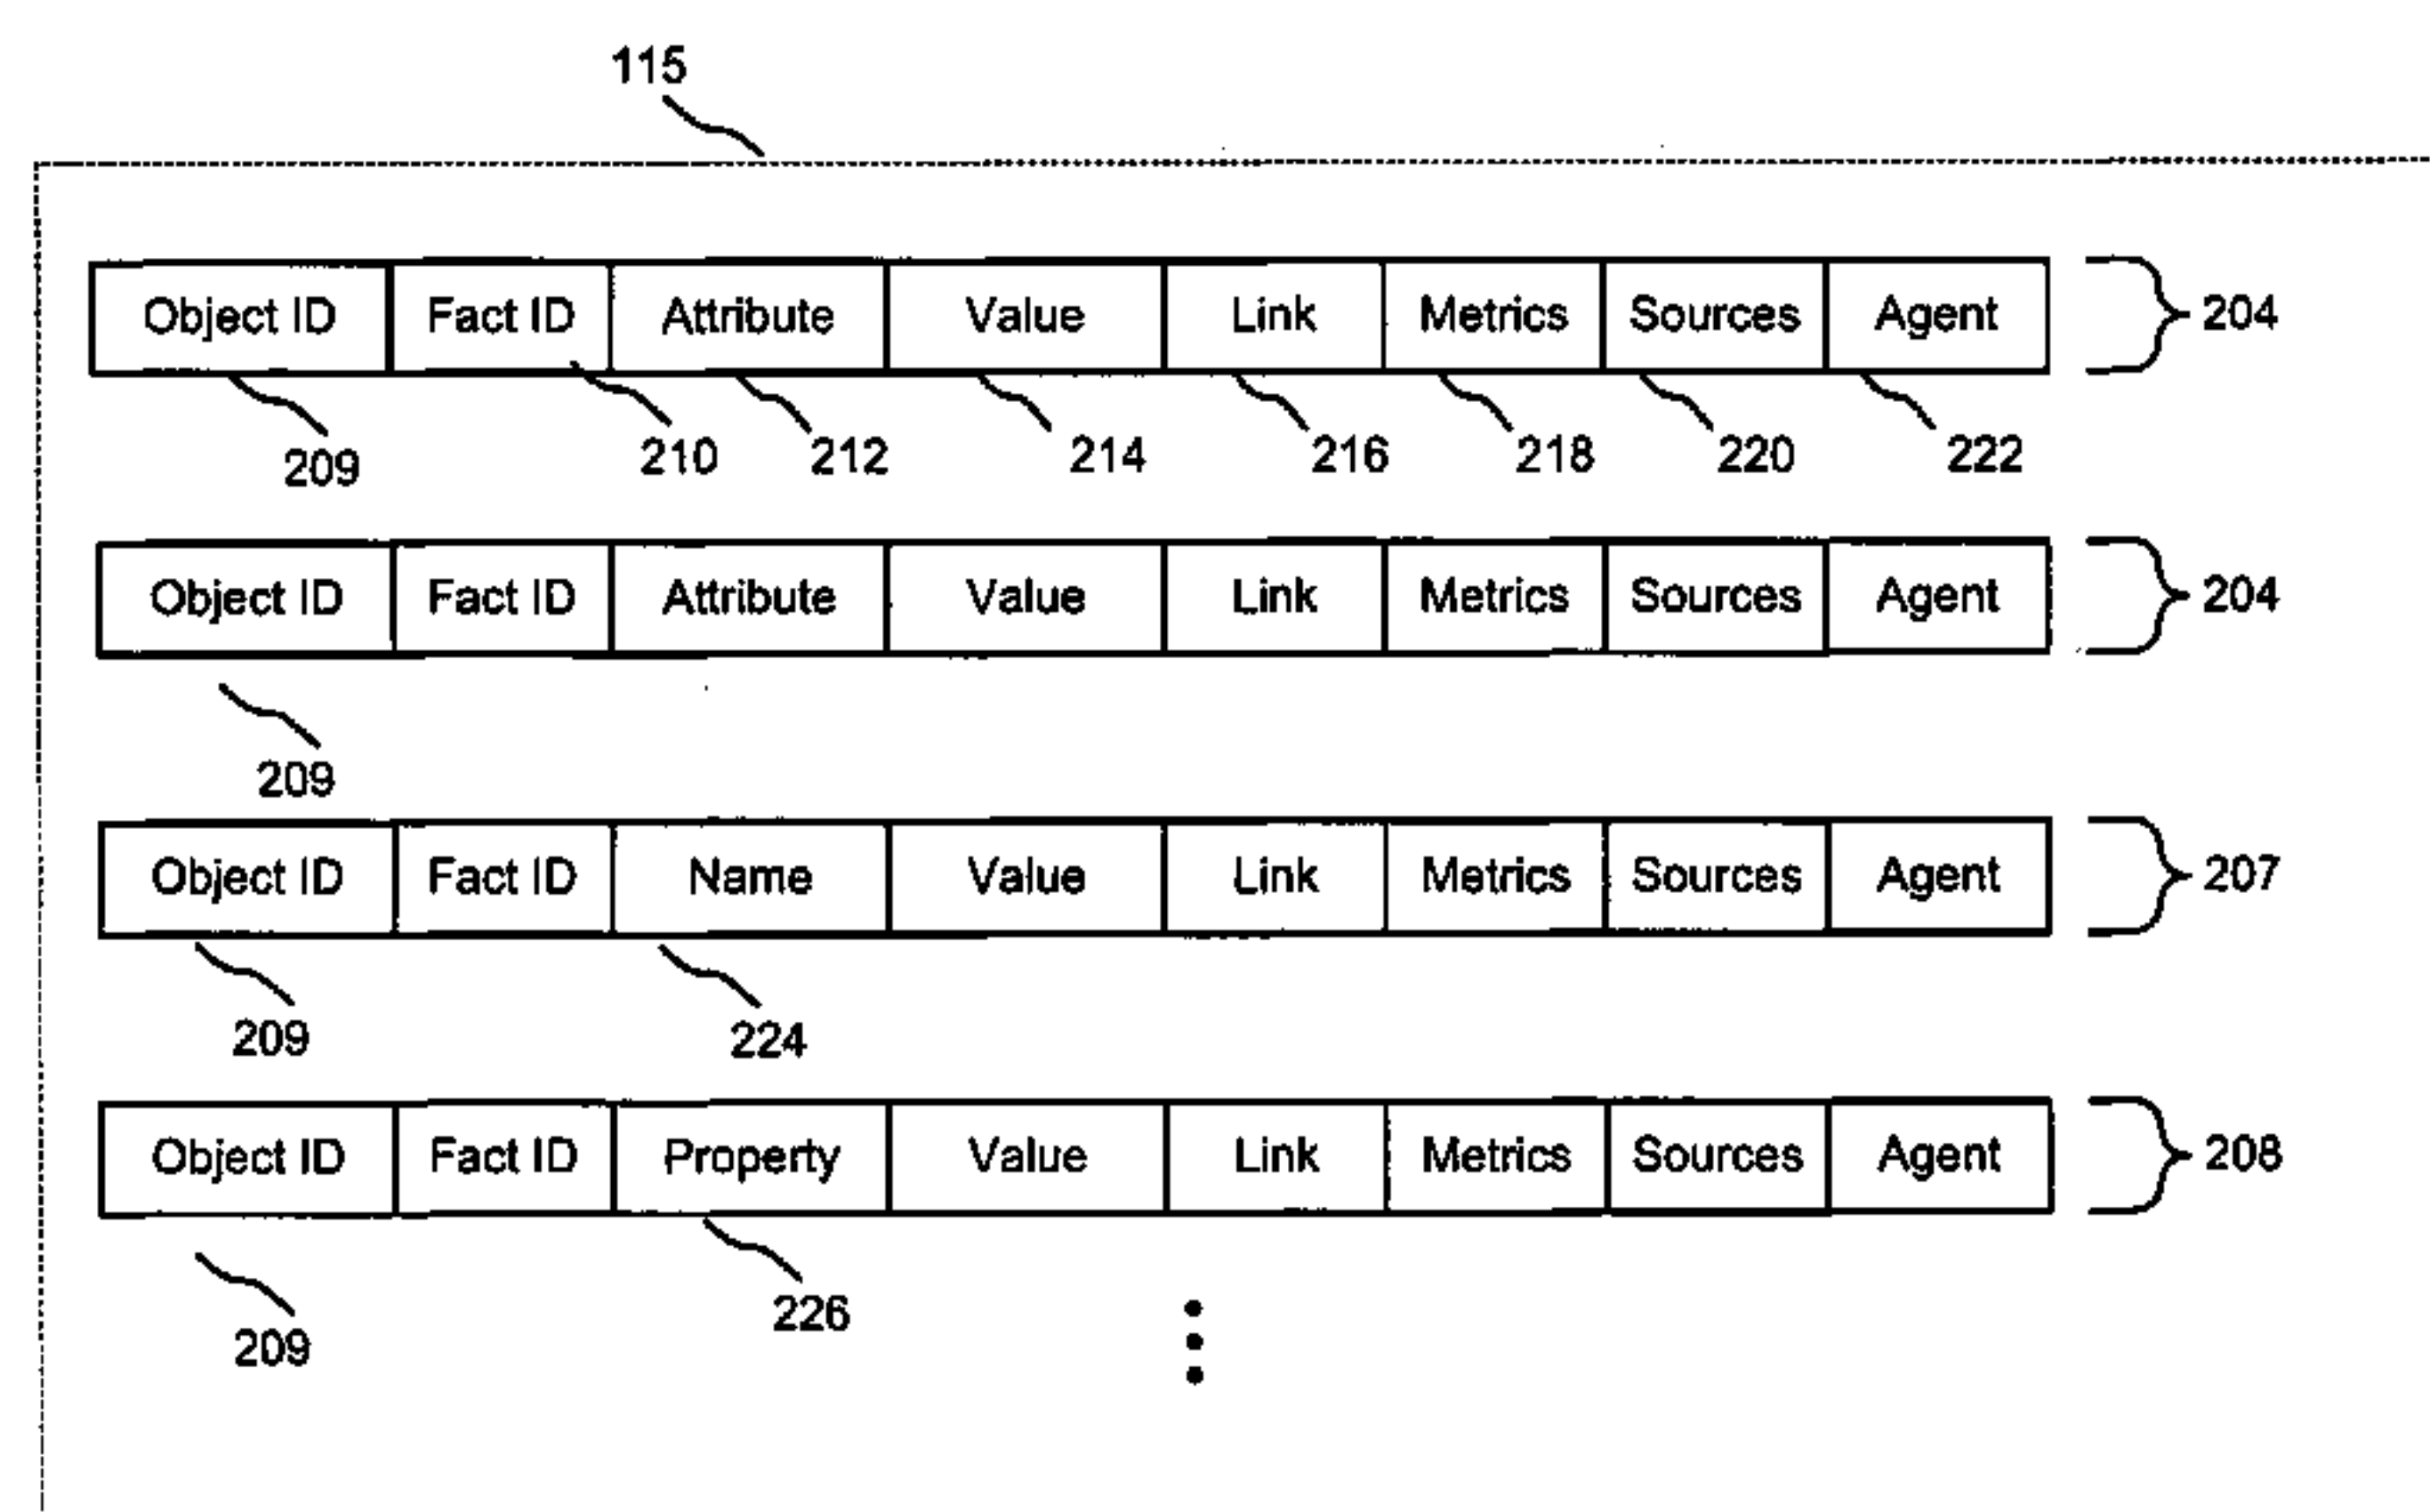 115
Object ID Fact ID Attribute Value Link Metrics Sources Agent 204
209 210 212 214 216 218 220 222
Object ID Fact ID Attribute Value Link Metrics Sources Agent 204
209
Object ID Fact ID Name Value Link Metrics Sources Agent 207
209 224
Object ID Fact ID Property Value Link Metrics Sources Agent 208
209 226